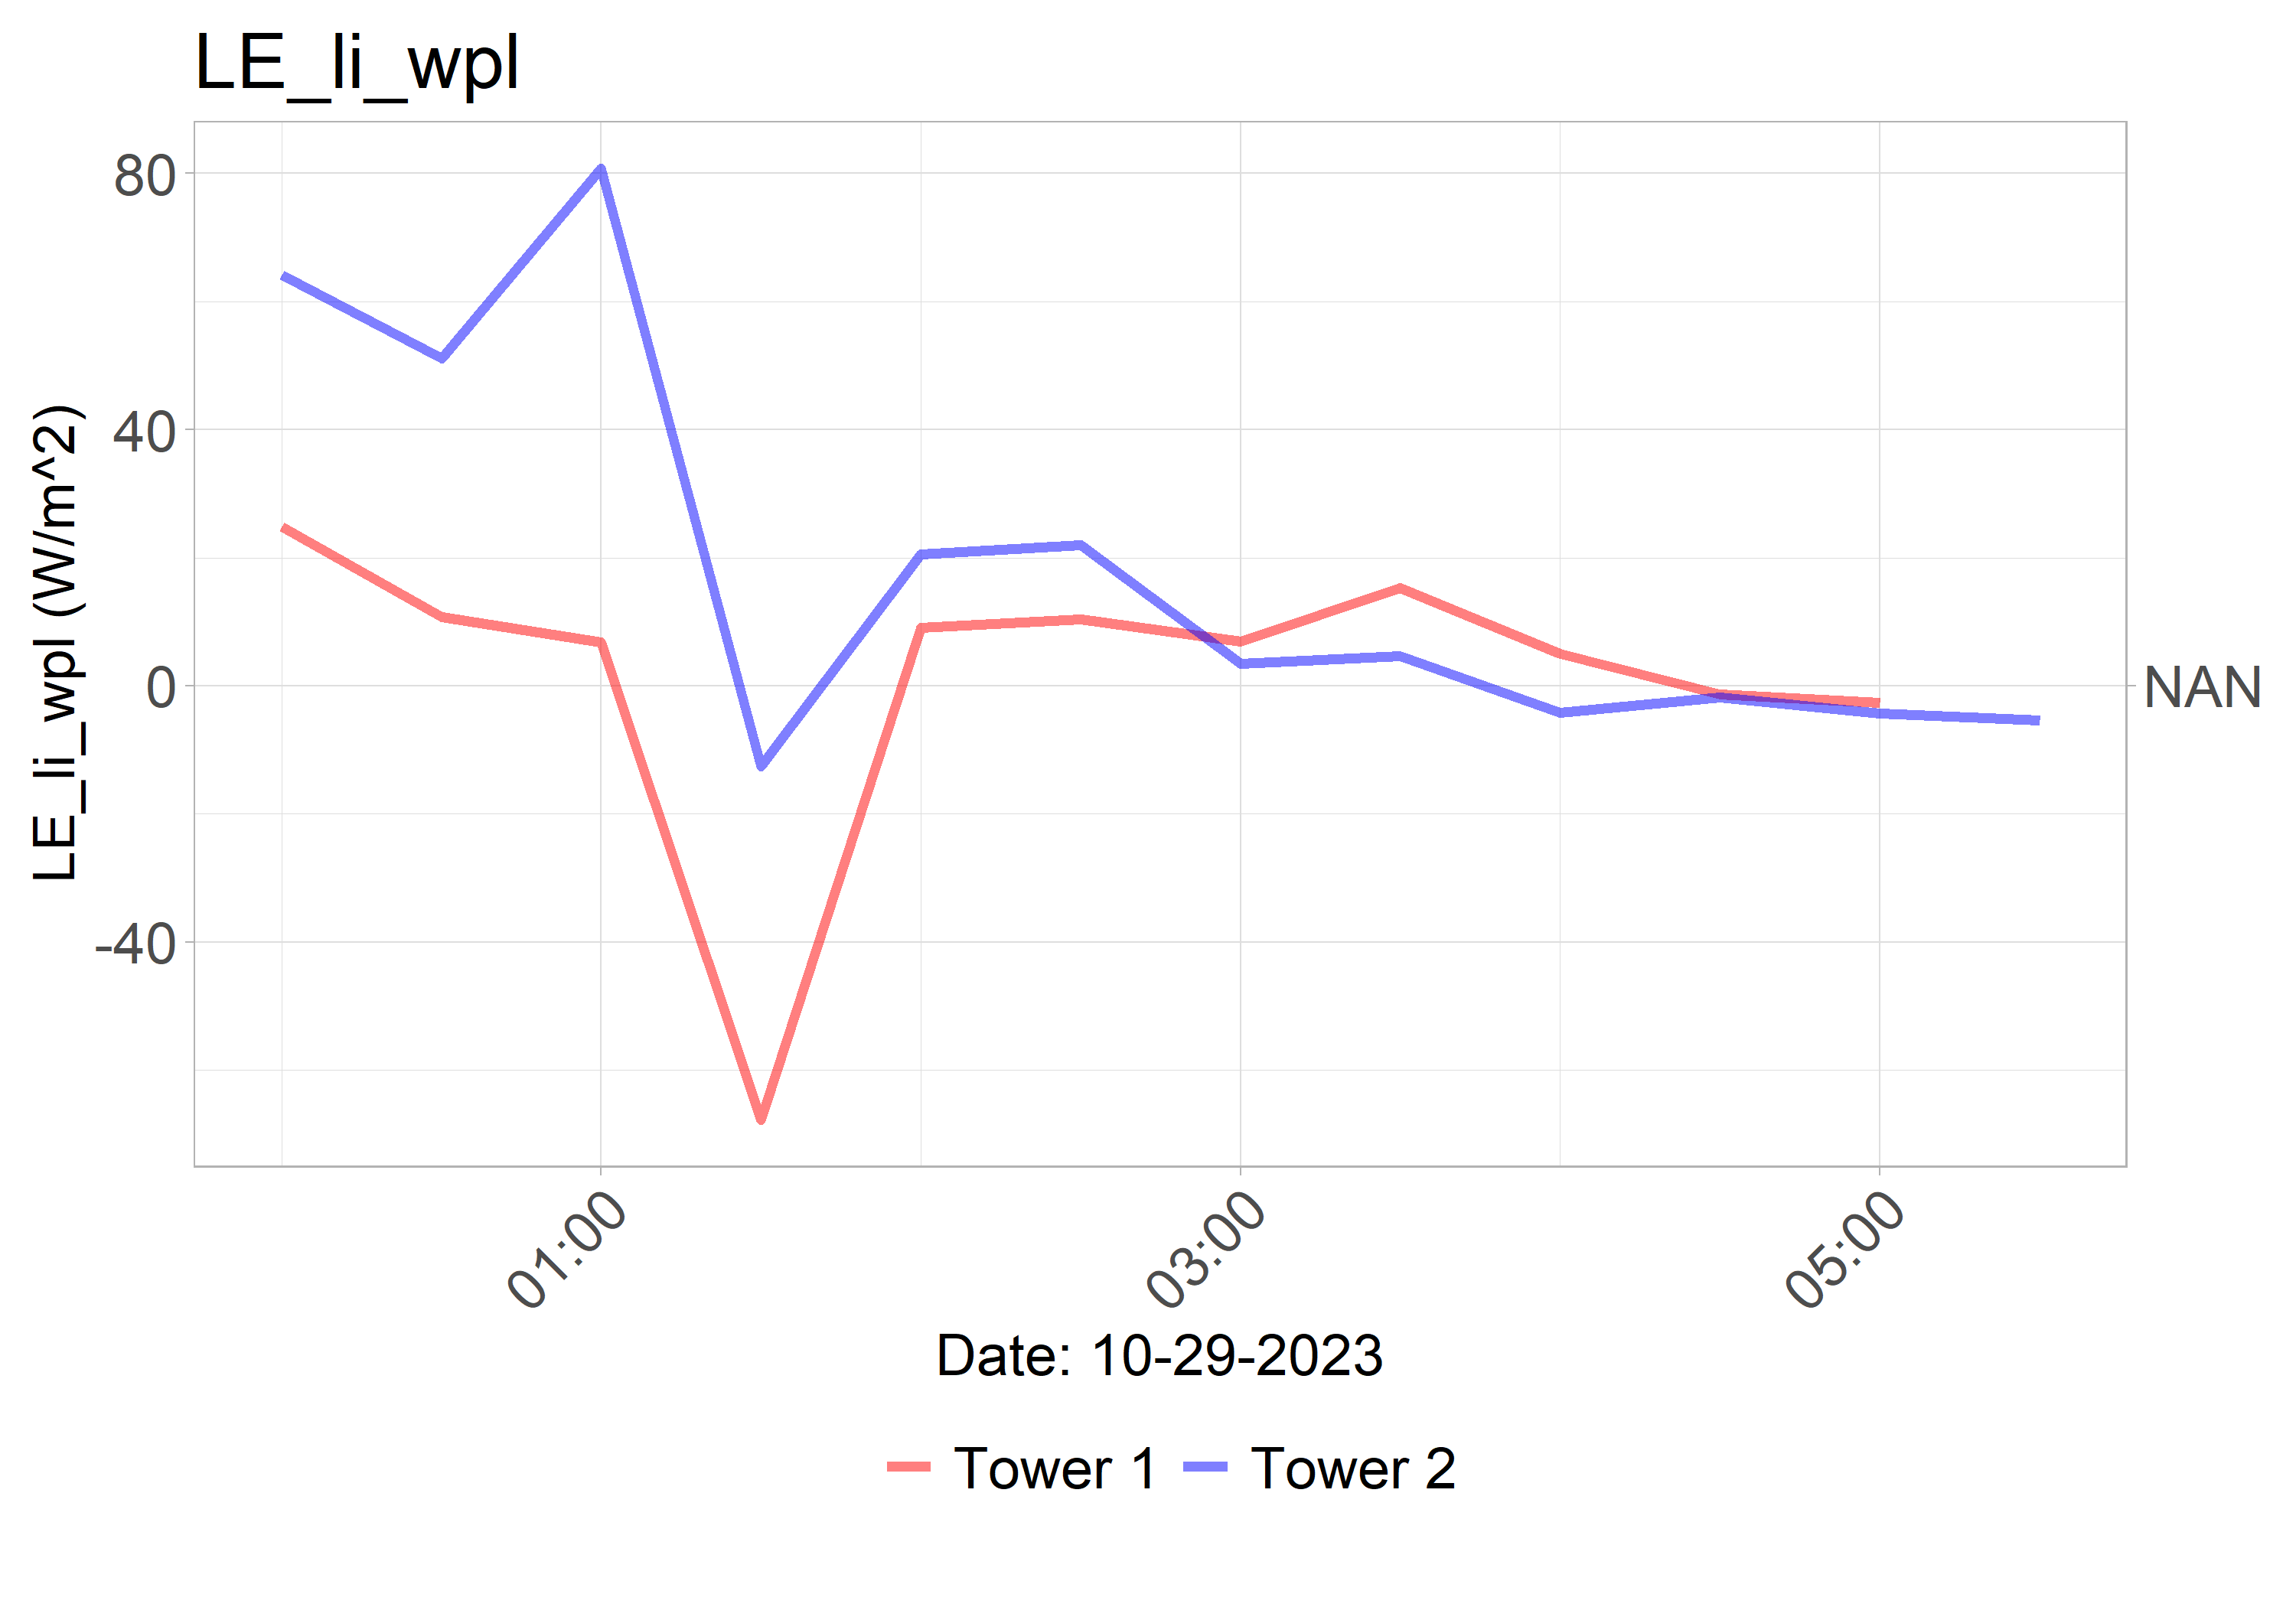 LE_li_wpl
LE_li_wpl (W/m^2)
80
40
0
-40
NAN
01:00
03:00
05:00
Date: 10-29-2023
Tower 1
Tower 2